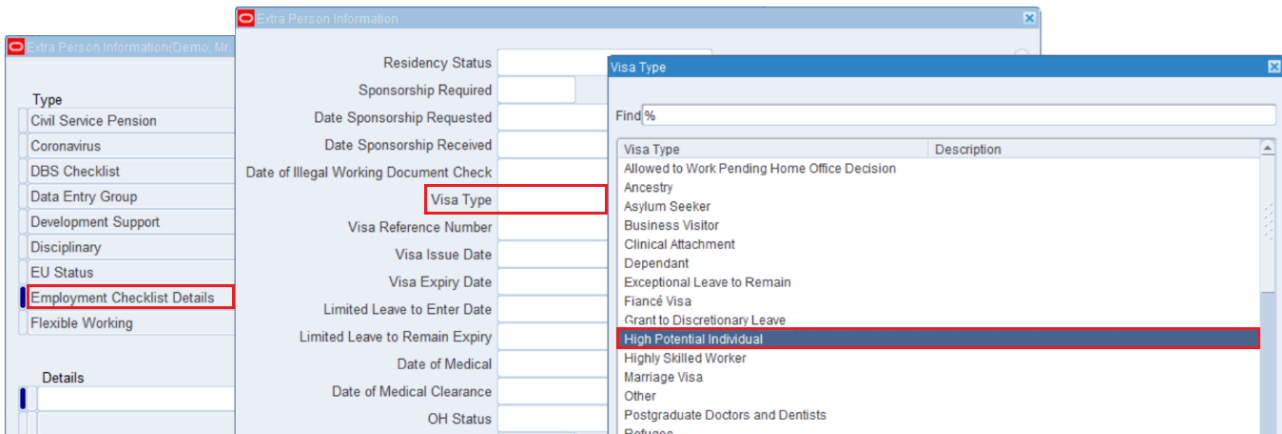 Extra Person Information(Demo, Mr.
Type
Civil Service Pension
Coronavirus
DBS Checklist
Data Entry Group
Development Support
Disciplinary
EU Status
Employment Checklist Details
Flexible Working
Details
Extra Person Information
Residency Status
Sponsorship Required
Date Sponsorship Requested
Date Sponsorship Received
Date of Illegal Working Document Check
Visa Type
Visa Reference Number
Visa Issue Date
Visa Expiry Date
Limited Leave to Enter Date
Limited Leave to Remain Expiry
Date of Medical
Date of Medical Clearance
OH Status
Visa Type
Find %
Visa Type Description
Allowed to Work Pending Home Office Decision
Ancestry
Asylum Seeker
Business Visitor
Clinical Attachment
Dependant
Exceptional Leave to Remain
Fiancé Visa
Grant to Discretionary Leave
High Potential Individual
Highly Skilled Worker
Marriage Visa
Other
Postgraduate Doctors and Dentists
Refugee